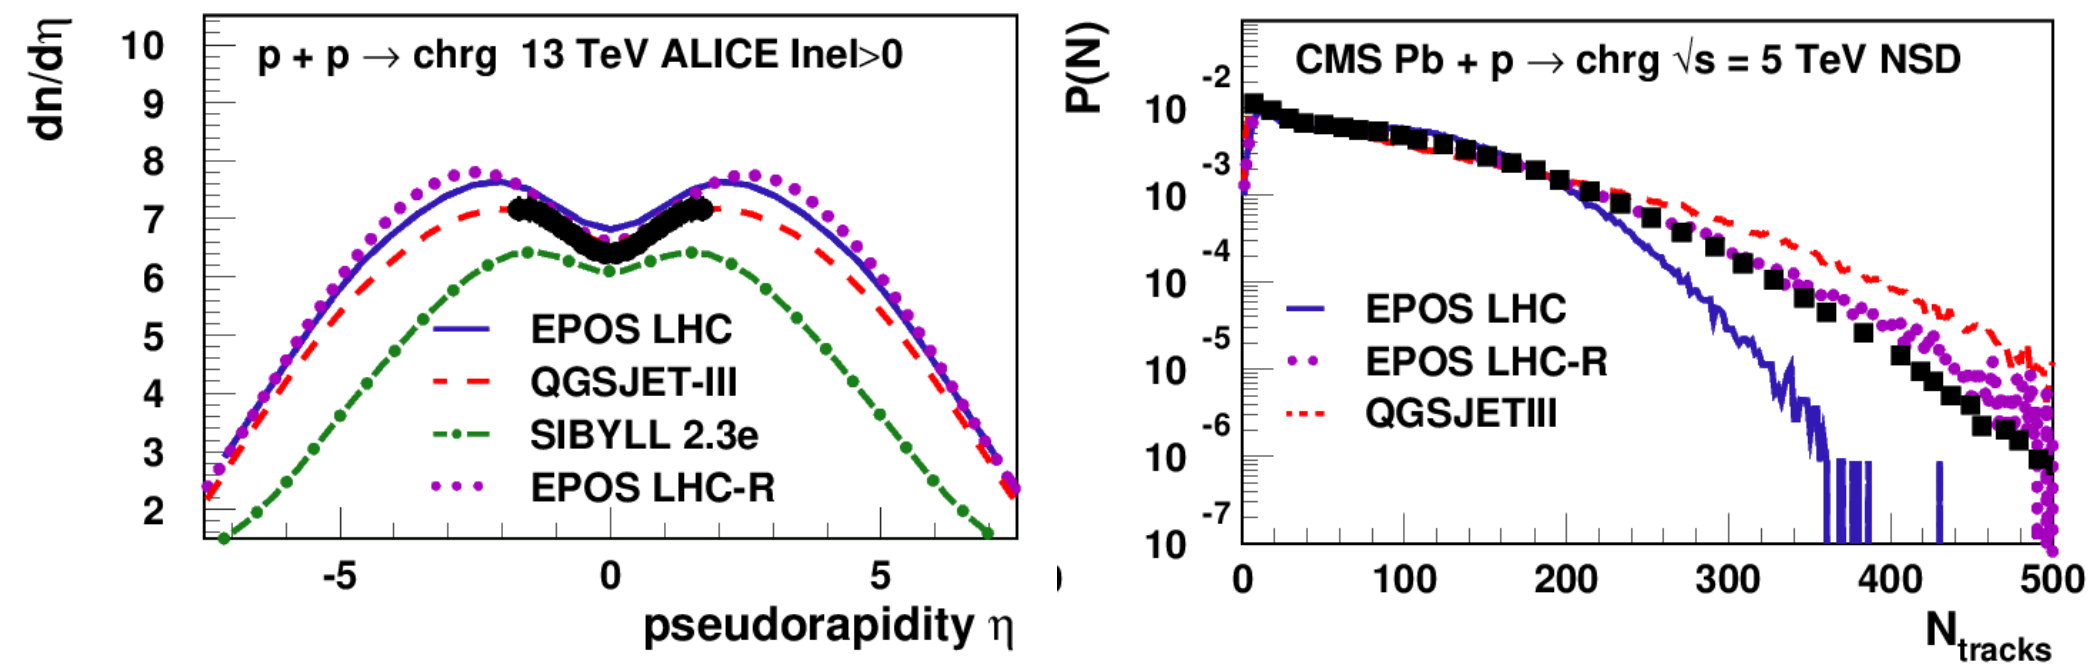 dn/dη
p + p → chrg 13 TeV ALICE Inel>0
10
9
8
7
6
5
4
3
2
EPOS LHC
QGSJET-III
SIBYLL 2.3e
EPOS LHC-R
-5
0
5
pseudorapidity η
P(N)
CMS Pb + p → chrg √s = 5 TeV NSD
10 -2
10 -3
10 -4
10 -5
10 -6
10 -7
EPOS LHC
EPOS LHC-R
QGSJETIII
)
0
100
200
300
400
500
N tracks